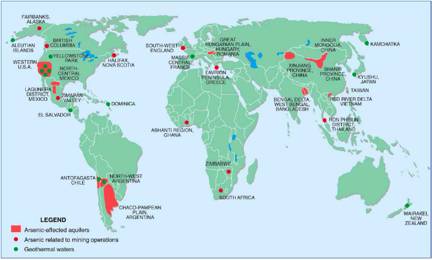 FAIRBANKS,
ALASKA
ALEUTIAN
ISLANDS
BRITISH
COLUMBIA
YELLOWSTONE
PARK
WESTERN
U.S.A.
NORTH-
CENTRAL
MEXICO
LAGUNERA
DISTRICT,
MEXICO
ZIMAPAN
VALLEY
EL SALVADOR
DOMINICA
HALIFAX,
NOVA SCOTIA
SOUTH-WEST
ENGLAND
MASSIF
CENTRAL,
FRANCE
GREAT
HUNGARIAN PLAIN,
HUNGARY,
ROMANIA
LAVRION
PENINSULA,
GREECE
ASHANTI REGION,
GHANA
ZIMBABWE
SOUTH AFRICA
INNER
MONGOLIA,
CHINA
XINJIANG
PROVINCE,
CHINA
SHANXI
PROVINCE,
CHINA
KAMCHATKA
KYUSHU,
JAPAN
TAIWAN
BENGAL DELTA,
WEST BENGAL,
BANGLADESH
RED RIVER DELTA
VIETNAM
RON PHIBUN
DISTRICT,
THAILAND
WAIRAKEI,
NEW
ZEALAND
ANTOFAGASTA
CHILE
NORTH-WEST
ARGENTINA
CHACO-PAMPEAN
PLAIN,
ARGENTINA
LEGEND
Arsenic-effected aquifers
Arsenic related to mining operations
Geothermal waters